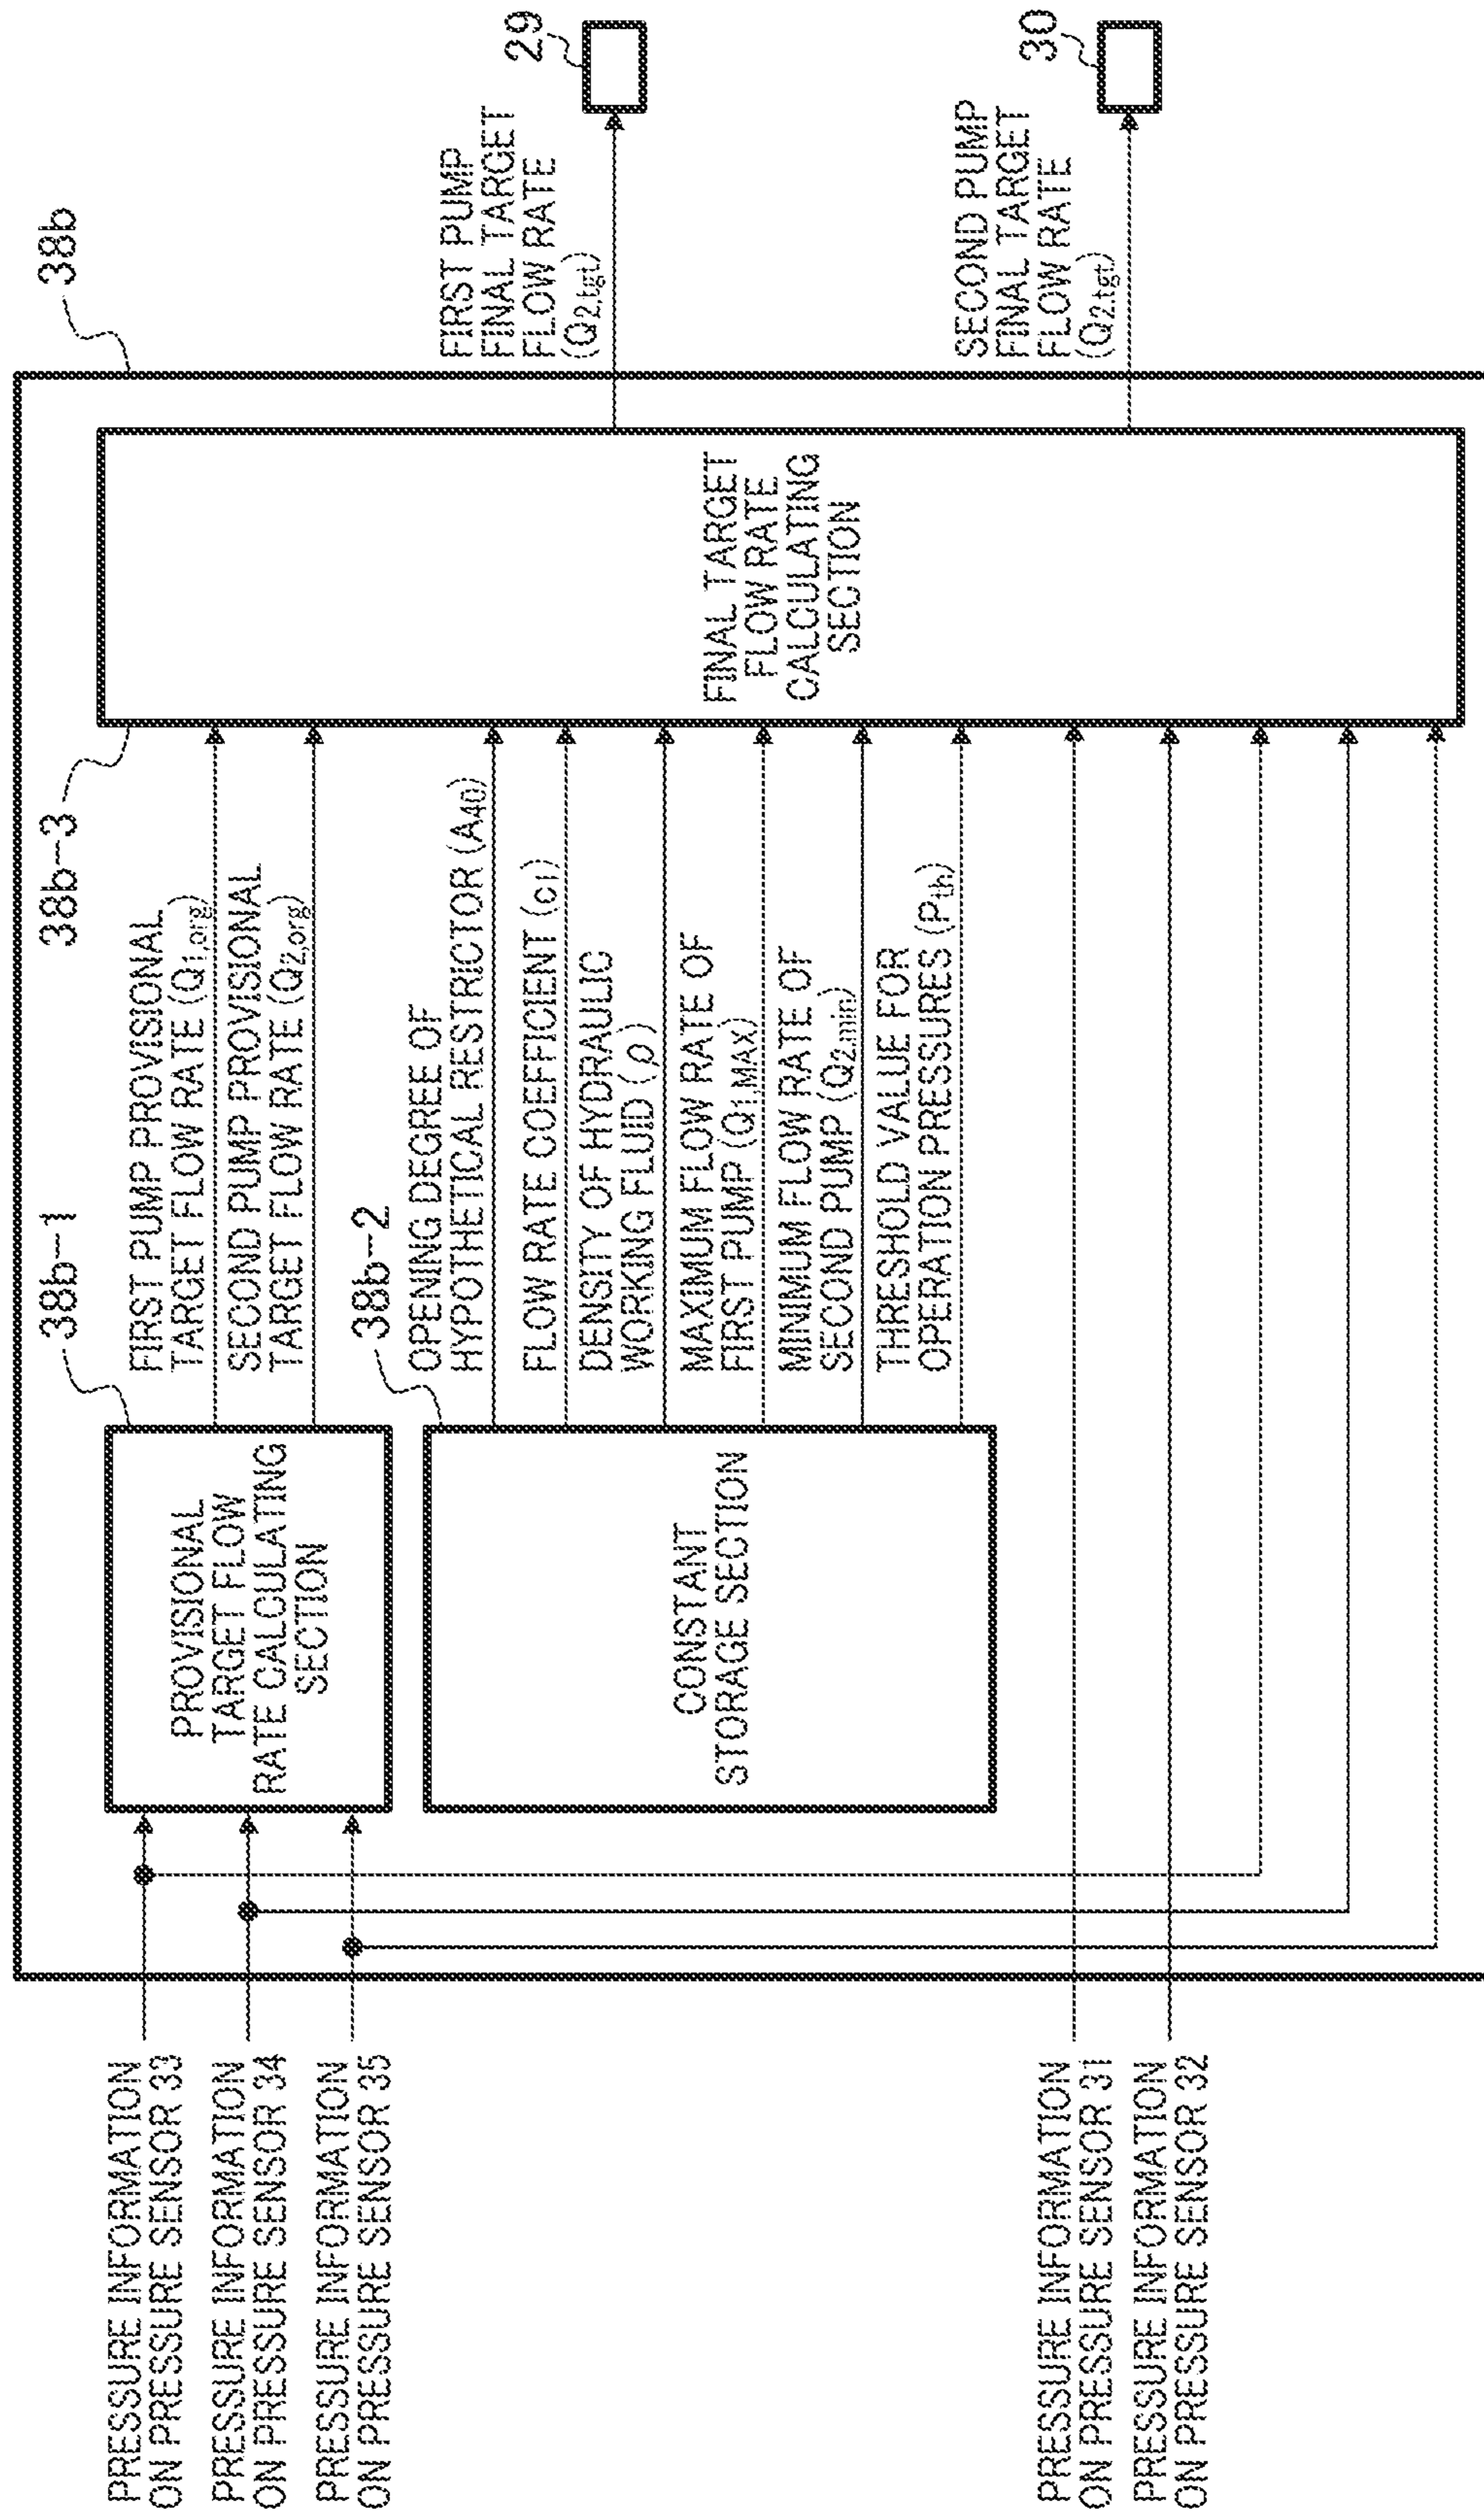 38b
38b-1
38b-3
PRESSURE INFORMATION
ON PRESSURE SENSOR 33
PRESSURE INFORMATION
ON PRESSURE SENSOR 34
PRESSURE INFORMATION
ON PRESSURE SENSOR 35
PROVISIONAL
TARGET FLOW
RATE CALCULATING
SECTION
FIRST PUMP PROVISIONAL
TARGET FLOW RATE (Q1,org)
SECOND PUMP PROVISIONAL
TARGET FLOW RATE (Q2,org)
38b-2
CONSTANT
STORAGE SECTION
OPENING DEGREE OF
HYPOTHETICAL RESTRICTOR (A40)
FLOW RATE COEFFICIENT (c1)
DENSITY OF HYDRAULIC
WORKING FLUID (ρ)
MAXIMUM FLOW RATE OF
FIRST PUMP (Q1,MAX)
MINIMUM FLOW RATE OF
SECOND PUMP (Q2,min)
THRESHOLD VALUE FOR
OPERATION PRESSURES (Pth)
PRESSURE INFORMATION
ON PRESSURE SENSOR 31
PRESSURE INFORMATION
ON PRESSURE SENSOR 32
FINAL TARGET
FLOW RATE
CALCULATING
SECTION
FIRST PUMP
FINAL TARGET
FLOW RATE
(Q2,tgt)
29
SECOND PUMP
FINAL TARGET
FLOW RATE
(Q2,tgt)
30